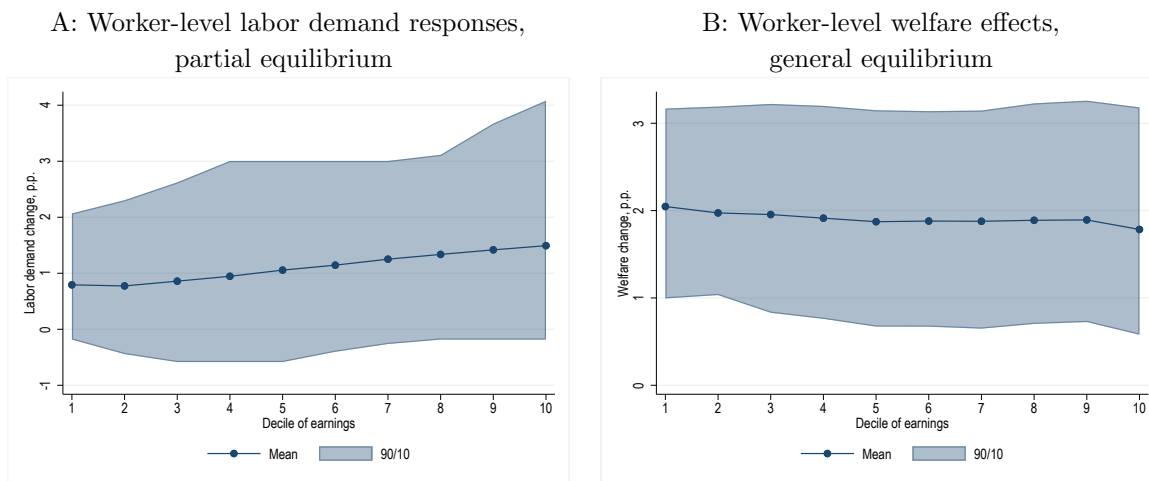 A: Worker-level labor demand responses,
partial equilibrium
Labor demand change, p.p.
4
3
2
1
0
-1
1 2 3 4 5 6 7 8 9 10
Decile of earnings
Mean 90/10
B: Worker-level welfare effects,
general equilibrium
Welfare change, p.p.
3
2
1
0
1 2 3 4 5 6 7 8 9 10
Decile of earnings
Mean 90/10